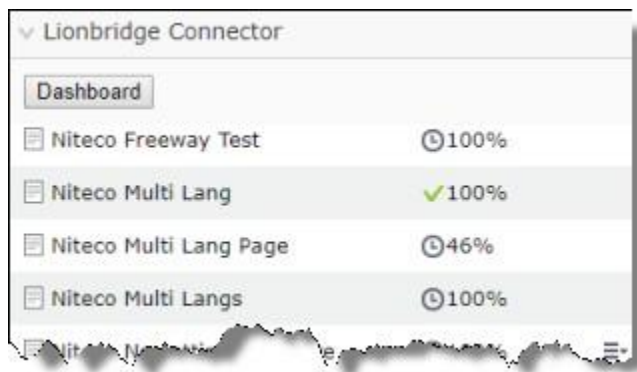 Lionbridge Connector
Dashboard
Niteco Freeway Test 100%
Niteco Multi Lang 100%
Niteco Multi Lang Page 46%
Niteco Multi Langs 100%